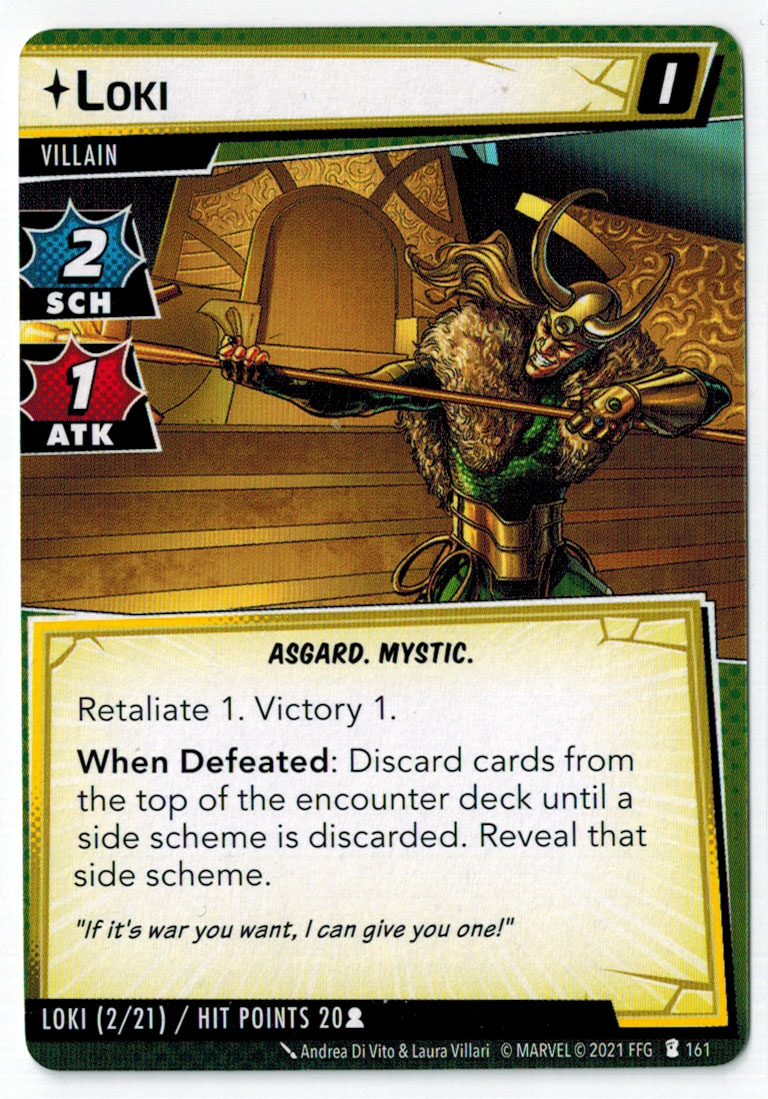 Loki
I
VILLAIN
2
SCH
1
ATK
ASGARD. MYSTIC.
Retaliate 1. Victory 1.
When Defeated: Discard cards from
the top of the encounter deck until a
side scheme is discarded. Reveal that
side scheme.
"If it's war you want, I can give you one!"
LOKI (2/21) / HIT POINTS 20
Andrea Di Vito & Laura Villari © MARVEL © 2021 FFG 161